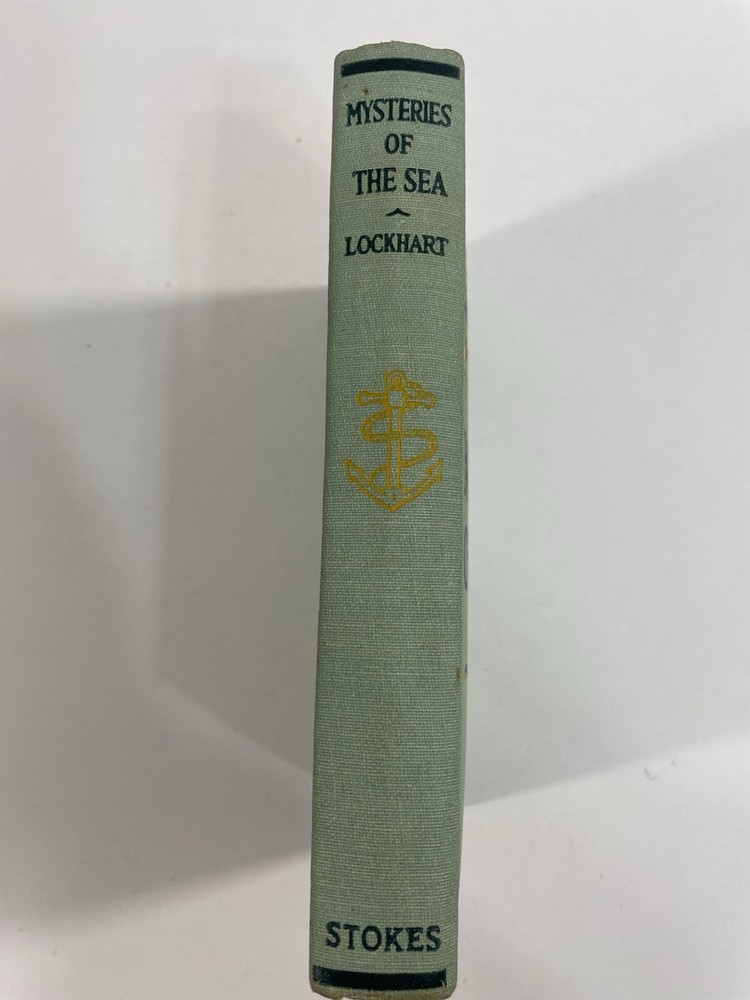 MYSTERIES
OF
THE SEA
LOCKHART
STOKES